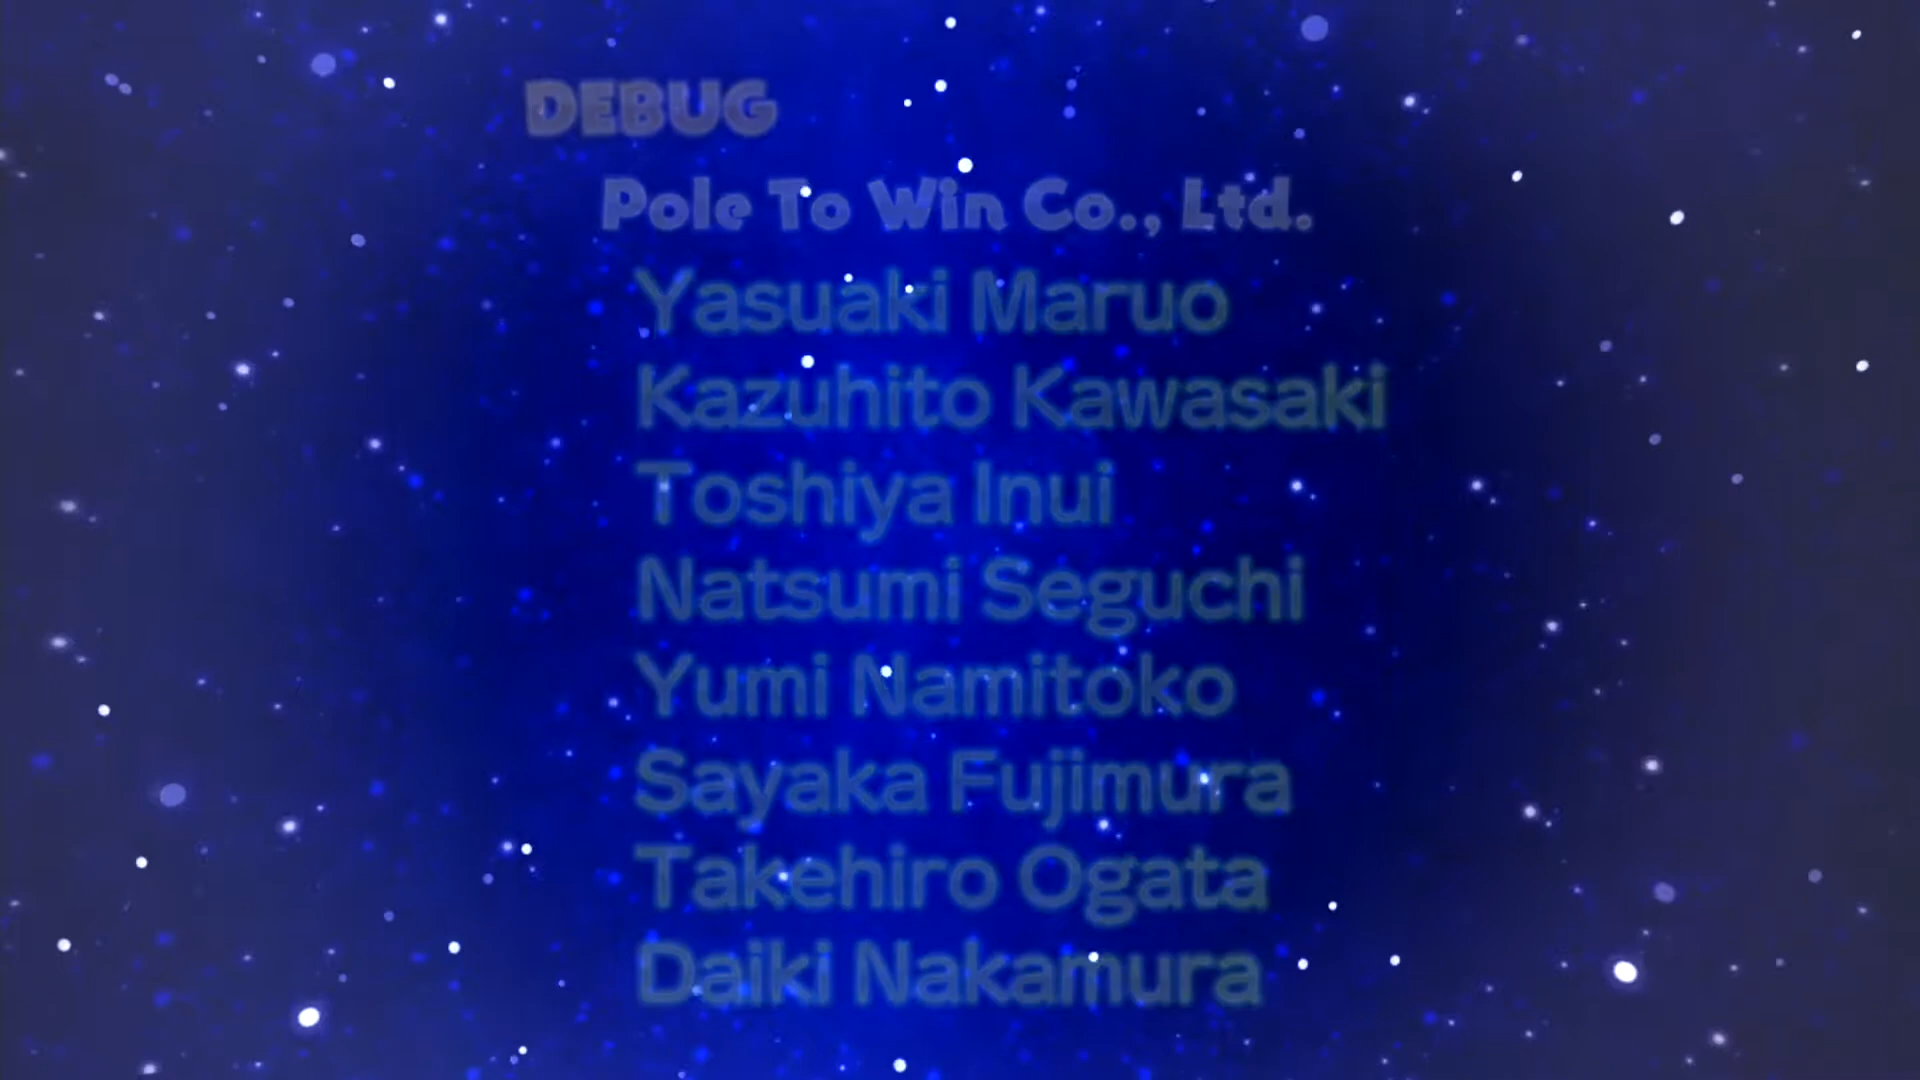 DEBUG
Pole To Win Co., Ltd.
Yasuaki Maruo
Kazuhito Kawasaki
Toshiya Inui
Natsumi Seguchi
Yumi Namitoko
Sayaka Fujimura
Takehiro Ogata
Daiki Nakamura